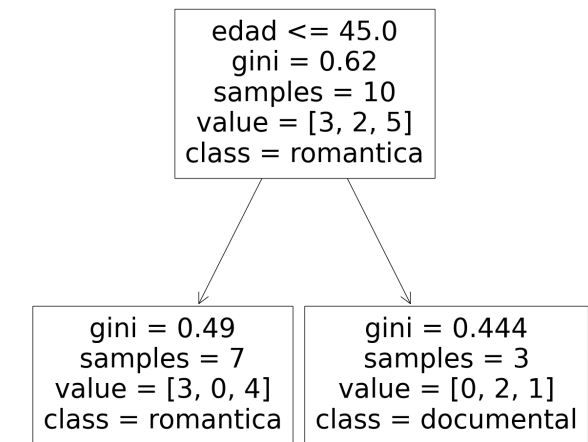 edad <= 45.0
gini = 0.62
samples = 10
value = [3, 2, 5]
class = romantica
gini = 0.49
samples = 7
value = [3, 0, 4]
class = romantica
gini = 0.444
samples = 3
value = [0, 2, 1]
class = documental